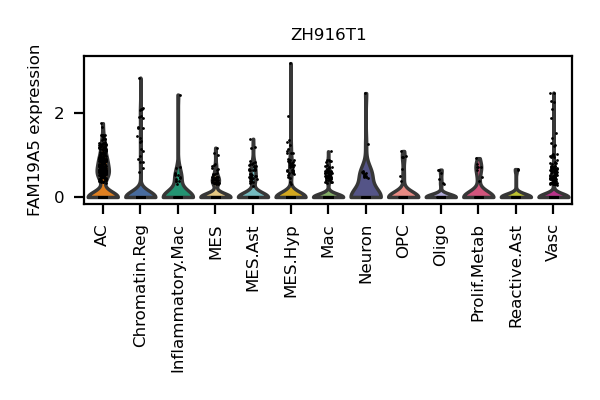 ZH916T1
FAM19A5 expression
2
0
AC
Chromatin.Reg
Inflammatory.Mac
MES
MES.Ast
MES.Hyp
Mac
Neuron
OPC
Oligo
Prolif.Metab
Reactive.Ast
Vasc